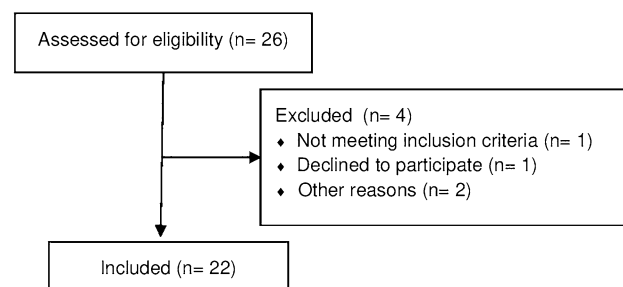 Assessed for eligibility (n= 26)
Excluded (n= 4)
♦ Not meeting inclusion criteria (n= 1)
♦ Declined to participate (n= 1)
♦ Other reasons (n= 2)
Included (n= 22)